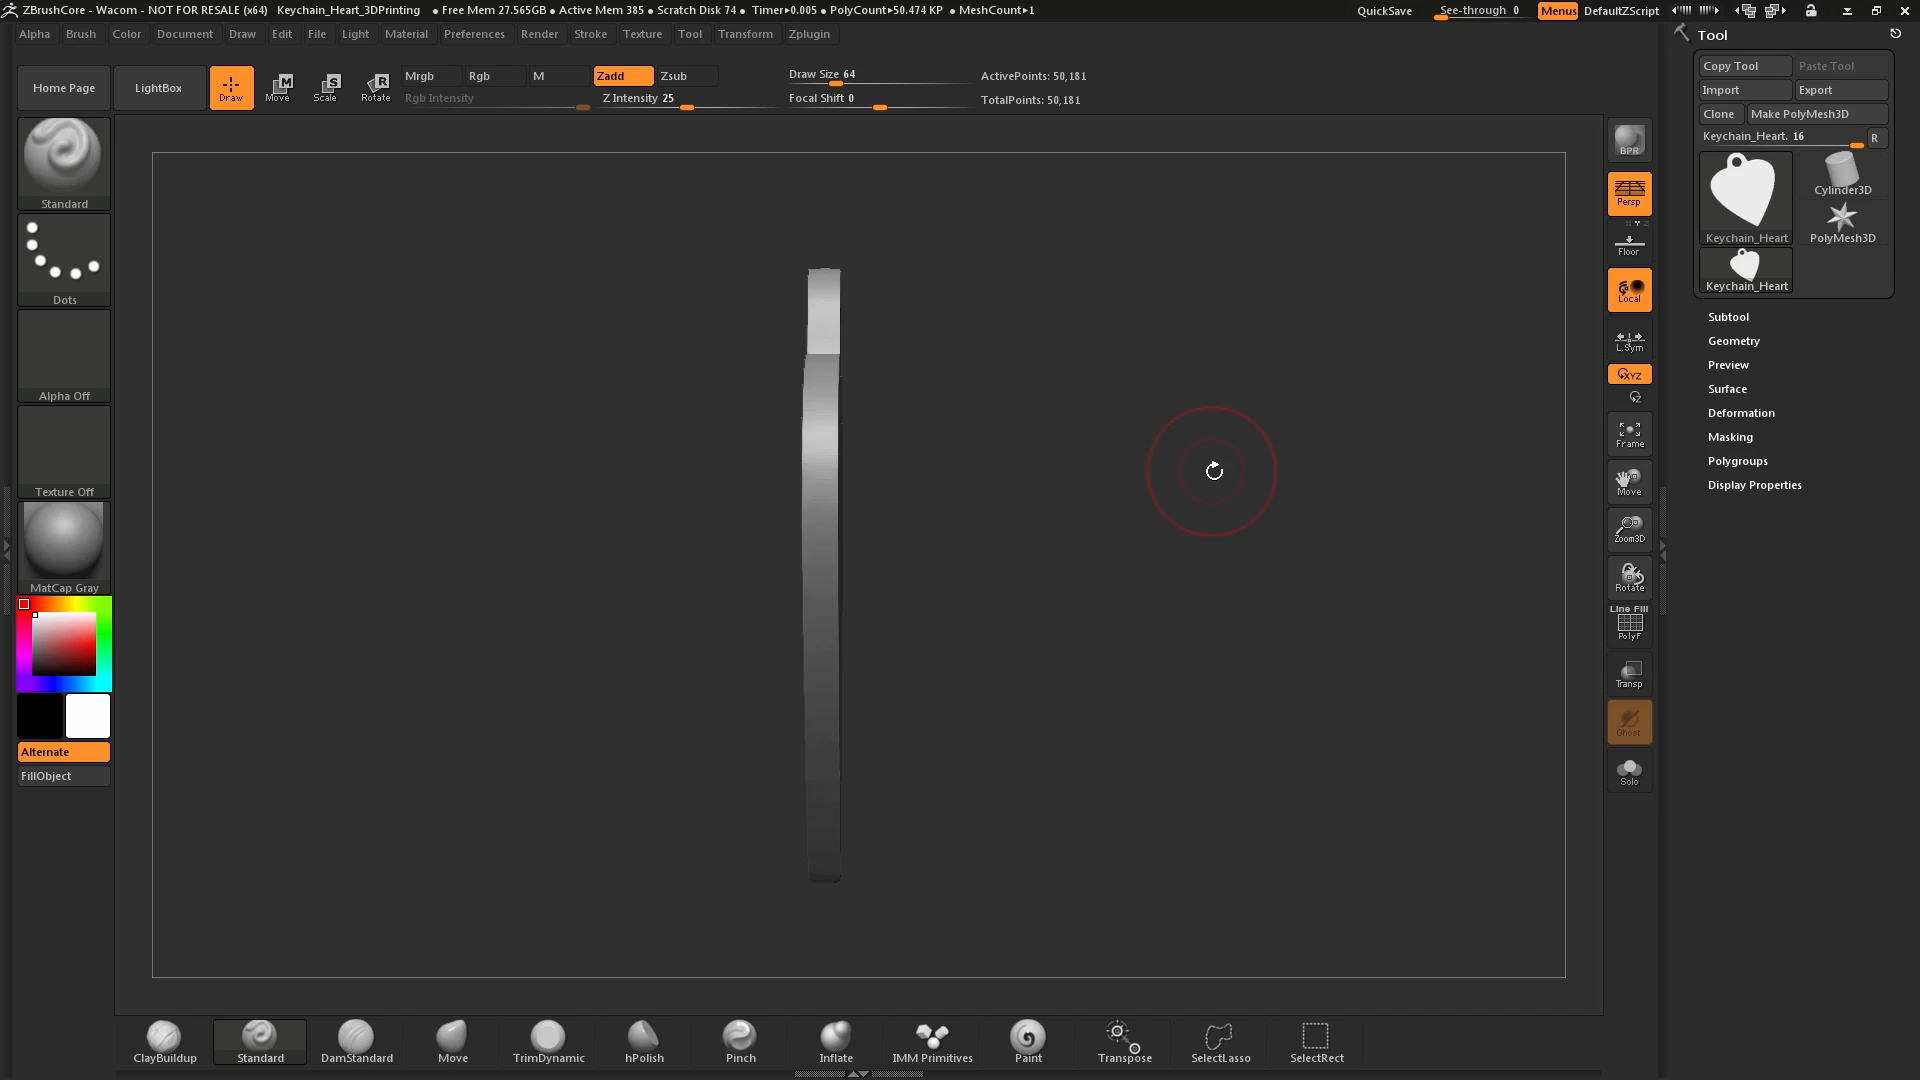 ZBrushCore - Wacom - NOT FOR RESALE (x64) Keychain_Heart_3DPrinting ● Free Mem 27.565GB ● Active Mem 385 ● Scratch Disk 74 ● Timer▸0.005 ● PolyCount▸50.474 KP ● MeshCount▸1 QuickSave See-through 0 Menus DefaultZScript
Alpha Brush Color Document Draw Edit File Light Material Preferences Render Stroke Texture Tool Transform Zplugin
Tool
Home Page
LightBox
Draw
M
Move
S
Scale
R
Rotate
Mrgb Rgb M Zadd Zsub
Rgb Intensity Z Intensity 25
Draw Size 64
Focal Shift 0
ActivePoints: 50,181
TotalPoints: 50,181
Copy Tool Paste Tool
Import Export
Clone Make PolyMesh3D
Keychain_Heart. 16 R
Keychain_Heart
Cylinder3D
PolyMesh3D
Keychain_Heart
Subtool
Geometry
Preview
Surface
Deformation
Masking
Polygroups
Display Properties
Standard
Dots
Alpha Off
Texture Off
MatCap Gray
Alternate
FillObject
BPR
Persp
Floor
Local
L.Sym
XYZ
Z
Frame
Move
Zoom3D
Rotate
Line Fill
PolyF
Transp
Ghost
Solo
ClayBuildup Standard DamStandard Move TrimDynamic hPolish Pinch Inflate IMM Primitives Paint Transpose SelectLasso SelectRect